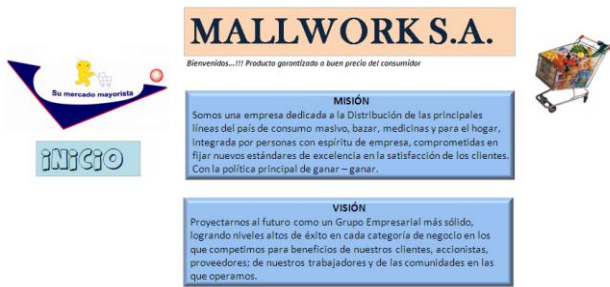 MALLWORK S.A.
Bienvenidos...!!! Producto garantizado a buen precio del consumidor
Su mercado mayorista
INICIO
MISIÓN
Somos una empresa dedicada a la Distribución de las principales
líneas del país de consumo masivo, bazar, medicinas y para el hogar,
integrada por personas con espíritu de empresa, comprometidas en
fijar nuevos estándares de excelencia en la satisfacción de los clientes.
Con la política principal de ganar – ganar.
VISIÓN
Proyectarnos al futuro como un Grupo Empresarial más sólido,
logrando niveles altos de éxito en cada categoría de negocio en los
que competimos para beneficios de nuestros clientes, accionistas,
proveedores; de nuestros trabajadores y de las comunidades en las
que operamos.